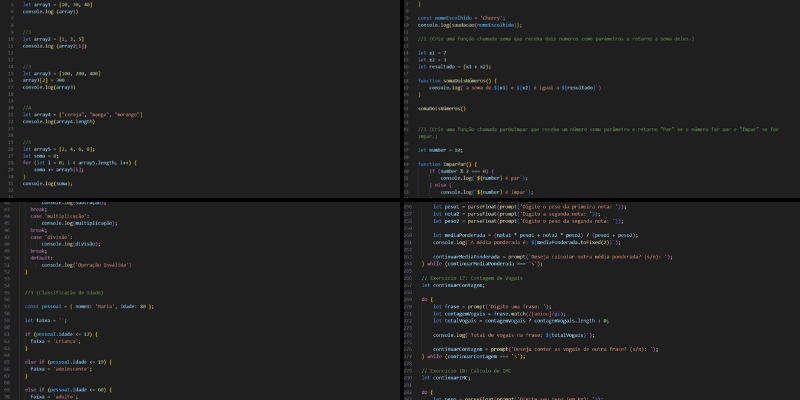 let array1 = [20, 30, 40]
console.log (array1)
//2
let array2 = [1, 3, 5]
console.log (array2[1])
//3
let array3 = [100, 200, 400]
array3[2] = 300
console.log(array3)
//4
let array4 = ["cereja", "manga", "morango"]
console.log(array4.length)
//5
let array5 = [2, 4, 6, 8];
let soma = 0;
for (let i = 0; i < array5.length; i++) {
soma += array5[i];
}
console.log(soma);
}
const nomeEscolhido = 'Cherry';
console.log(saudacao(nomeEscolhido));
//2 (Crie uma função chamada soma que receba dois números como parâmetros e retorne a soma deles.)
let x1 = 7
let x2 = 3
let resultado = (x1 + x2);
function somaDoisNumeros() {
console.log(`a soma de ${x1} e ${x2} é igual a ${resultado}`)
}
somaDoisNumeros()
//3 (Crie uma função chamada parOuImpar que receba um número como parâmetro e retorne "Par" se o número for par e "Ímpar" se for
ímpar.)
let number = 10;
function ImparPar() {
if (number % 2 === 0) {
console.log(`${number} é par`);
} else {
console.log(`${number} é ímpar`);
console.log(subtração);
break;
case 'multiplicação':
console.log(multiplicação);
break;
case 'divisão':
console.log(divisão);
break;
default:
console.log('Operação Inválida')
}
//3 (Classificação de Idade)
const pessoa1 = { nome1: 'Maria', idade: 80 };
let faixa = '';
if (pessoa1.idade <= 12) {
faixa = 'criança';
}
else if (pessoa1.idade <= 19) {
faixa = 'adolescente';
}
else if (pessoa1.idade <= 60) {
faixa = 'adulto';
let peso1 = parseFloat(prompt('Digite o peso da primeira nota: '));
let nota2 = parseFloat(prompt('Digite a segunda nota: '));
let peso2 = parseFloat(prompt('Digite o peso da segunda nota: '));
let mediaPonderada = (nota1 * peso1 + nota2 * peso2) / (peso1 + peso2);
console.log(`A média ponderada é: ${mediaPonderada.toFixed(2)}`);
continuarMediaPonderada = prompt('Deseja calcular outra média ponderada? (s/n): ');
} while (continuarMediaPonderada === 's');
// Exercício 17: Contagem de Vogais
let continuarContagem;
do {
let frase = prompt('Digite uma frase: ');
let contagemVogais = frase.match(/[aeiou]/gi);
let totalVogais = contagemVogais ? contagemVogais.length : 0;
console.log(`Total de vogais na frase: ${totalVogais}`);
continuarContagem = prompt('Deseja contar as vogais de outra frase? (s/n): ');
} while (continuarContagem === 's');
// Exercício 18: Cálculo de IMC
let continuarIMC;
do {